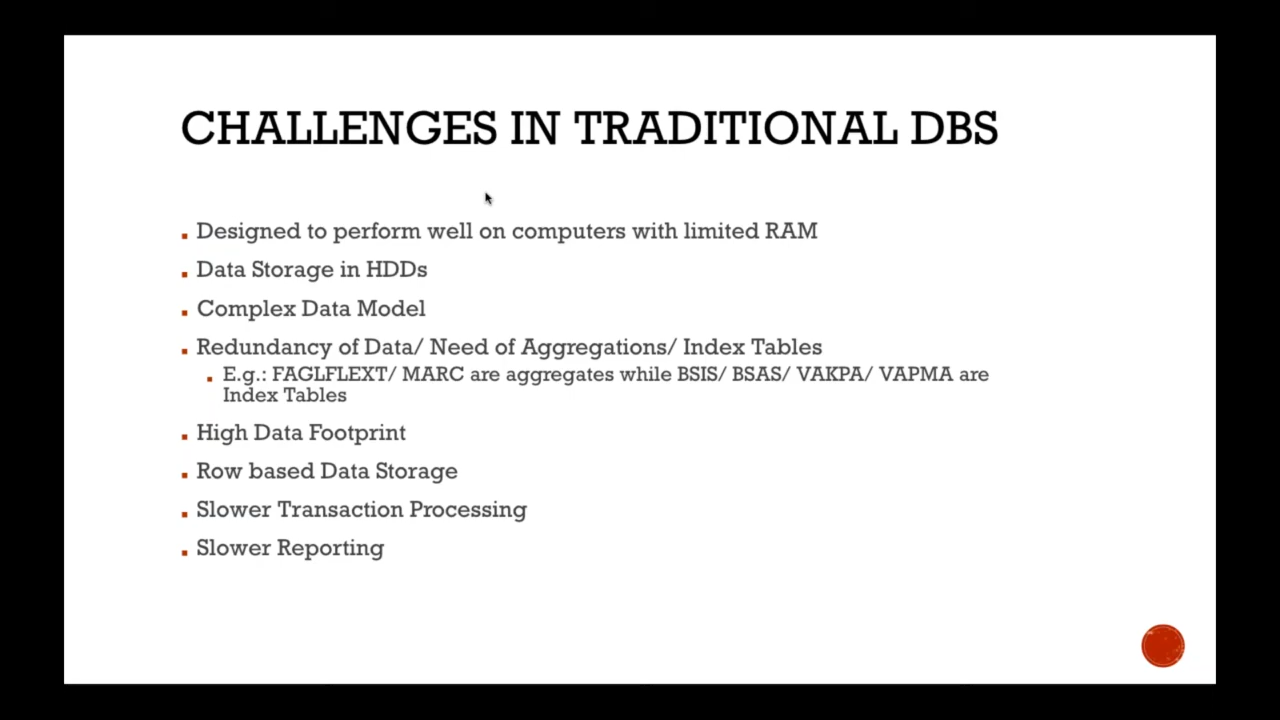 CHALLENGES IN TRADITIONAL DBS
Designed to perform well on computers with limited RAM
Data Storage in HDDs
Complex Data Model
Redundancy of Data/ Need of Aggregations/ Index Tables
E.g.: FAGLFLEXT/ MARC are aggregates while BSIS/ BSAS/ VAKPA/ VAPMA are
Index Tables
High Data Footprint
Row based Data Storage
Slower Transaction Processing
Slower Reporting